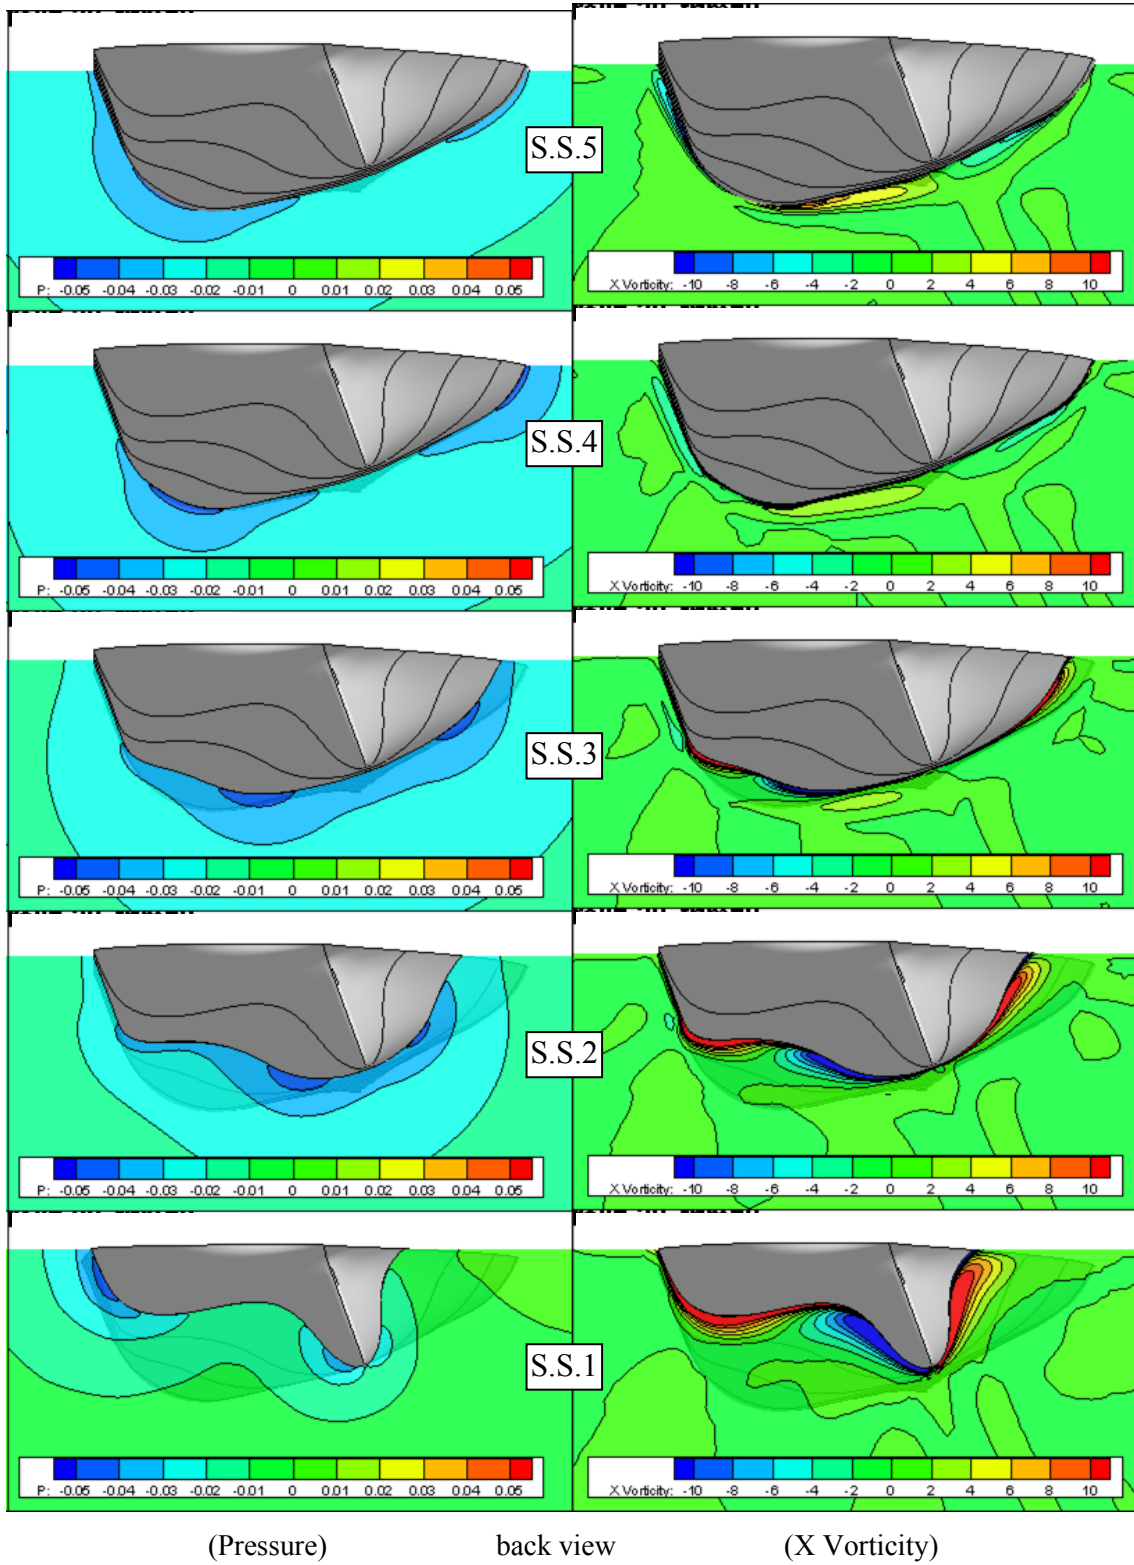 S.S.5
P: -0.05 -0.04 -0.03 -0.02 -0.01 0 0.01 0.02 0.03 0.04 0.05
X Vorticity: -10 -8 -6 -4 -2 0 2 4 6 8 10
S.S.4
P: -0.05 -0.04 -0.03 -0.02 -0.01 0 0.01 0.02 0.03 0.04 0.05
X Vorticity: -10 -8 -6 -4 -2 0 2 4 6 8 10
S.S.3
P: -0.05 -0.04 -0.03 -0.02 -0.01 0 0.01 0.02 0.03 0.04 0.05
X Vorticity: -10 -8 -6 -4 -2 0 2 4 6 8 10
S.S.2
P: -0.05 -0.04 -0.03 -0.02 -0.01 0 0.01 0.02 0.03 0.04 0.05
X Vorticity: -10 -8 -6 -4 -2 0 2 4 6 8 10
S.S.1
P: -0.05 -0.04 -0.03 -0.02 -0.01 0 0.01 0.02 0.03 0.04 0.05
X Vorticity: -10 -8 -6 -4 -2 0 2 4 6 8 10
(Pressure) back view (X Vorticity)